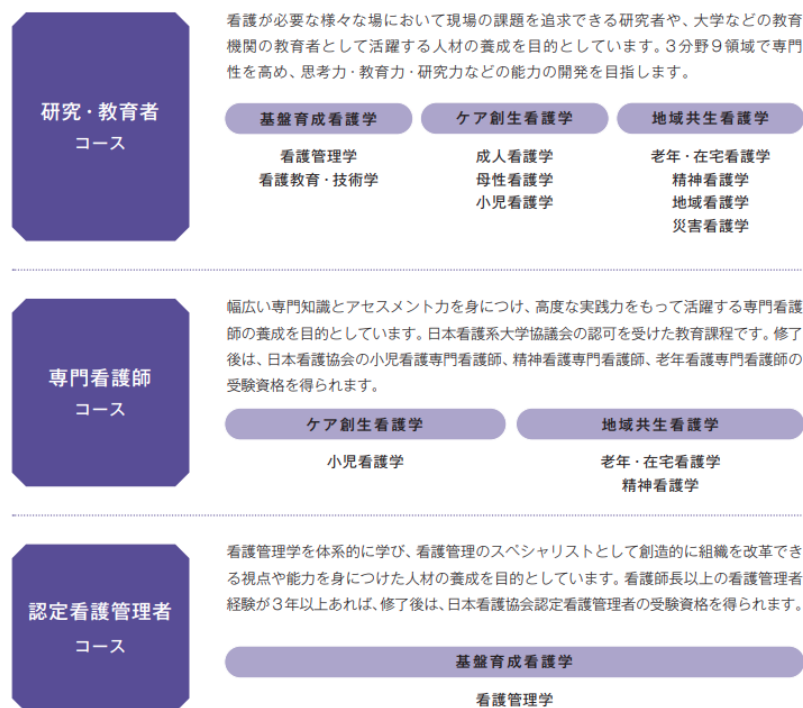 研究・教育者
コース
看護が必要な様々な場において現場の課題を追求できる研究者や、大学などの教育
機関の教育者として活躍する人材の養成を目的としています。3分野9領域で専門
性を高め、思考力・教育力・研究力などの能力の開発を目指します。
基盤育成看護学
看護管理学
看護教育・技術学
ケア創生看護学
成人看護学
母性看護学
小児看護学
地域共生看護学
老年・在宅看護学
精神看護学
地域看護学
災害看護学
専門看護師
コース
幅広い専門知識とアセスメント力を身につけ、高度な実践力をもって活躍する専門看護
師の養成を目的としています。日本看護系大学協議会の認可を受けた教育課程です。修了
後は、日本看護協会の小児看護専門看護師、精神看護専門看護師、老年看護専門看護師の
受験資格を得られます。
ケア創生看護学
小児看護学
地域共生看護学
老年・在宅看護学
精神看護学
認定看護管理者
コース
看護管理学を体系的に学び、看護管理のスペシャリストとして創造的に組織を改革でき
る視点や能力を身につけた人材の養成を目的としています。看護師長以上の看護管理者
経験が3年以上あれば、修了後は、日本看護協会認定看護管理者の受験資格を得られます。
基盤育成看護学
看護管理学